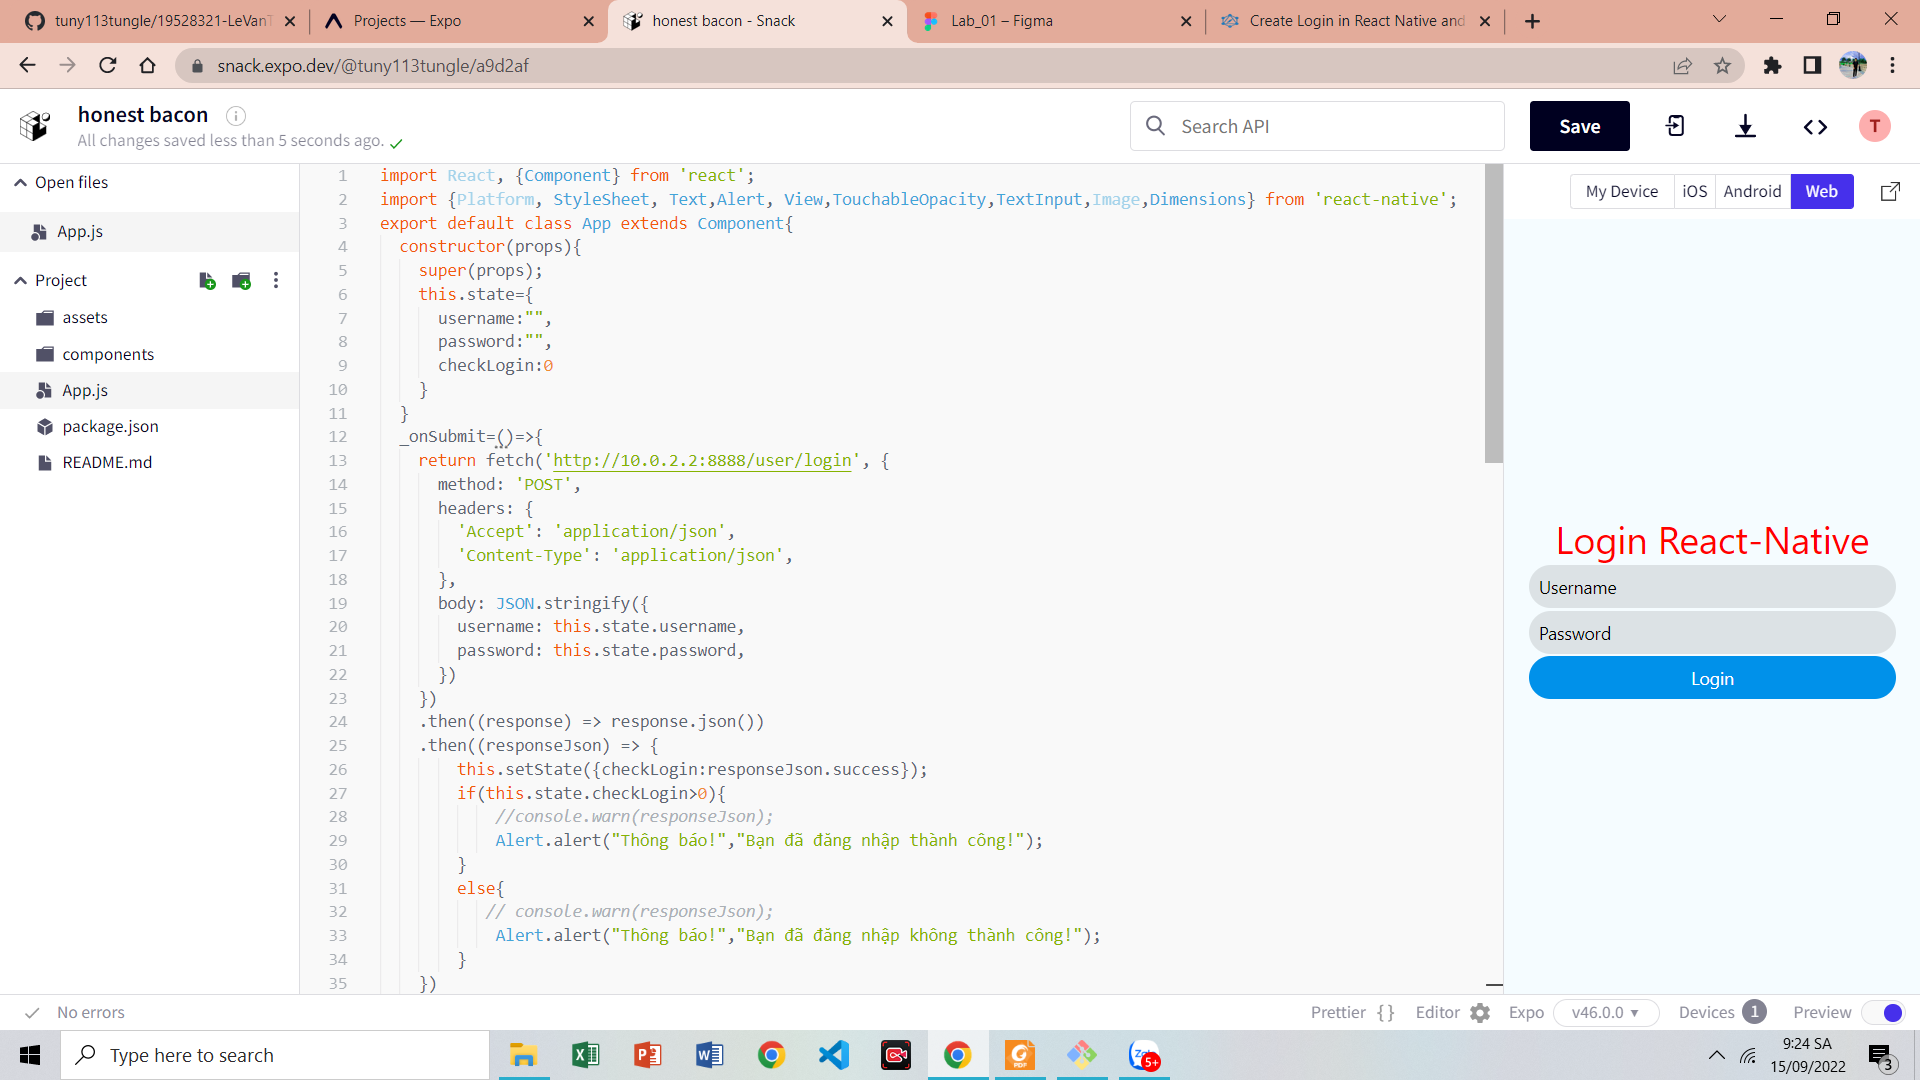 tuny113tungle/19528321-LeVanT
Projects — Expo
honest bacon - Snack
Lab_01 – Figma
Create Login in React Native and
snack.expo.dev/@tuny113tungle/a9d2af
honest bacon
All changes saved less than 5 seconds ago.
Search API
Save
T
Open files
App.js
Project
assets
components
App.js
package.json
README.md
1 import React, {Component} from 'react';
2 import {Platform, StyleSheet, Text,Alert, View,TouchableOpacity,TextInput,Image,Dimensions} from 'react-native';
3 export default class App extends Component{
4 constructor(props){
5 super(props);
6 this.state={
7 username:"",
8 password:"",
9 checkLogin:0
10 }
11 }
12 _onSubmit=()=>{
13 return fetch('http://10.0.2.2:8888/user/login', {
14 method: 'POST',
15 headers: {
16 'Accept': 'application/json',
17 'Content-Type': 'application/json',
18 },
19 body: JSON.stringify({
20 username: this.state.username,
21 password: this.state.password,
22 })
23 })
24 .then((response) => response.json())
25 .then((responseJson) => {
26 this.setState({checkLogin:responseJson.success});
27 if(this.state.checkLogin>0){
28 //console.warn(responseJson);
29 Alert.alert("Thông báo!","Bạn đã đăng nhập thành công!");
30 }
31 else{
32 // console.warn(responseJson);
33 Alert.alert("Thông báo!","Bạn đã đăng nhập không thành công!");
34 }
35 })
My Device
iOS
Android
Web
Login React-Native
Username
Password
Login
No errors
Prettier {}
Editor
Expo
v46.0.0
Devices 1
Preview
Type here to search
5+
9:24 SA
15/09/2022
3